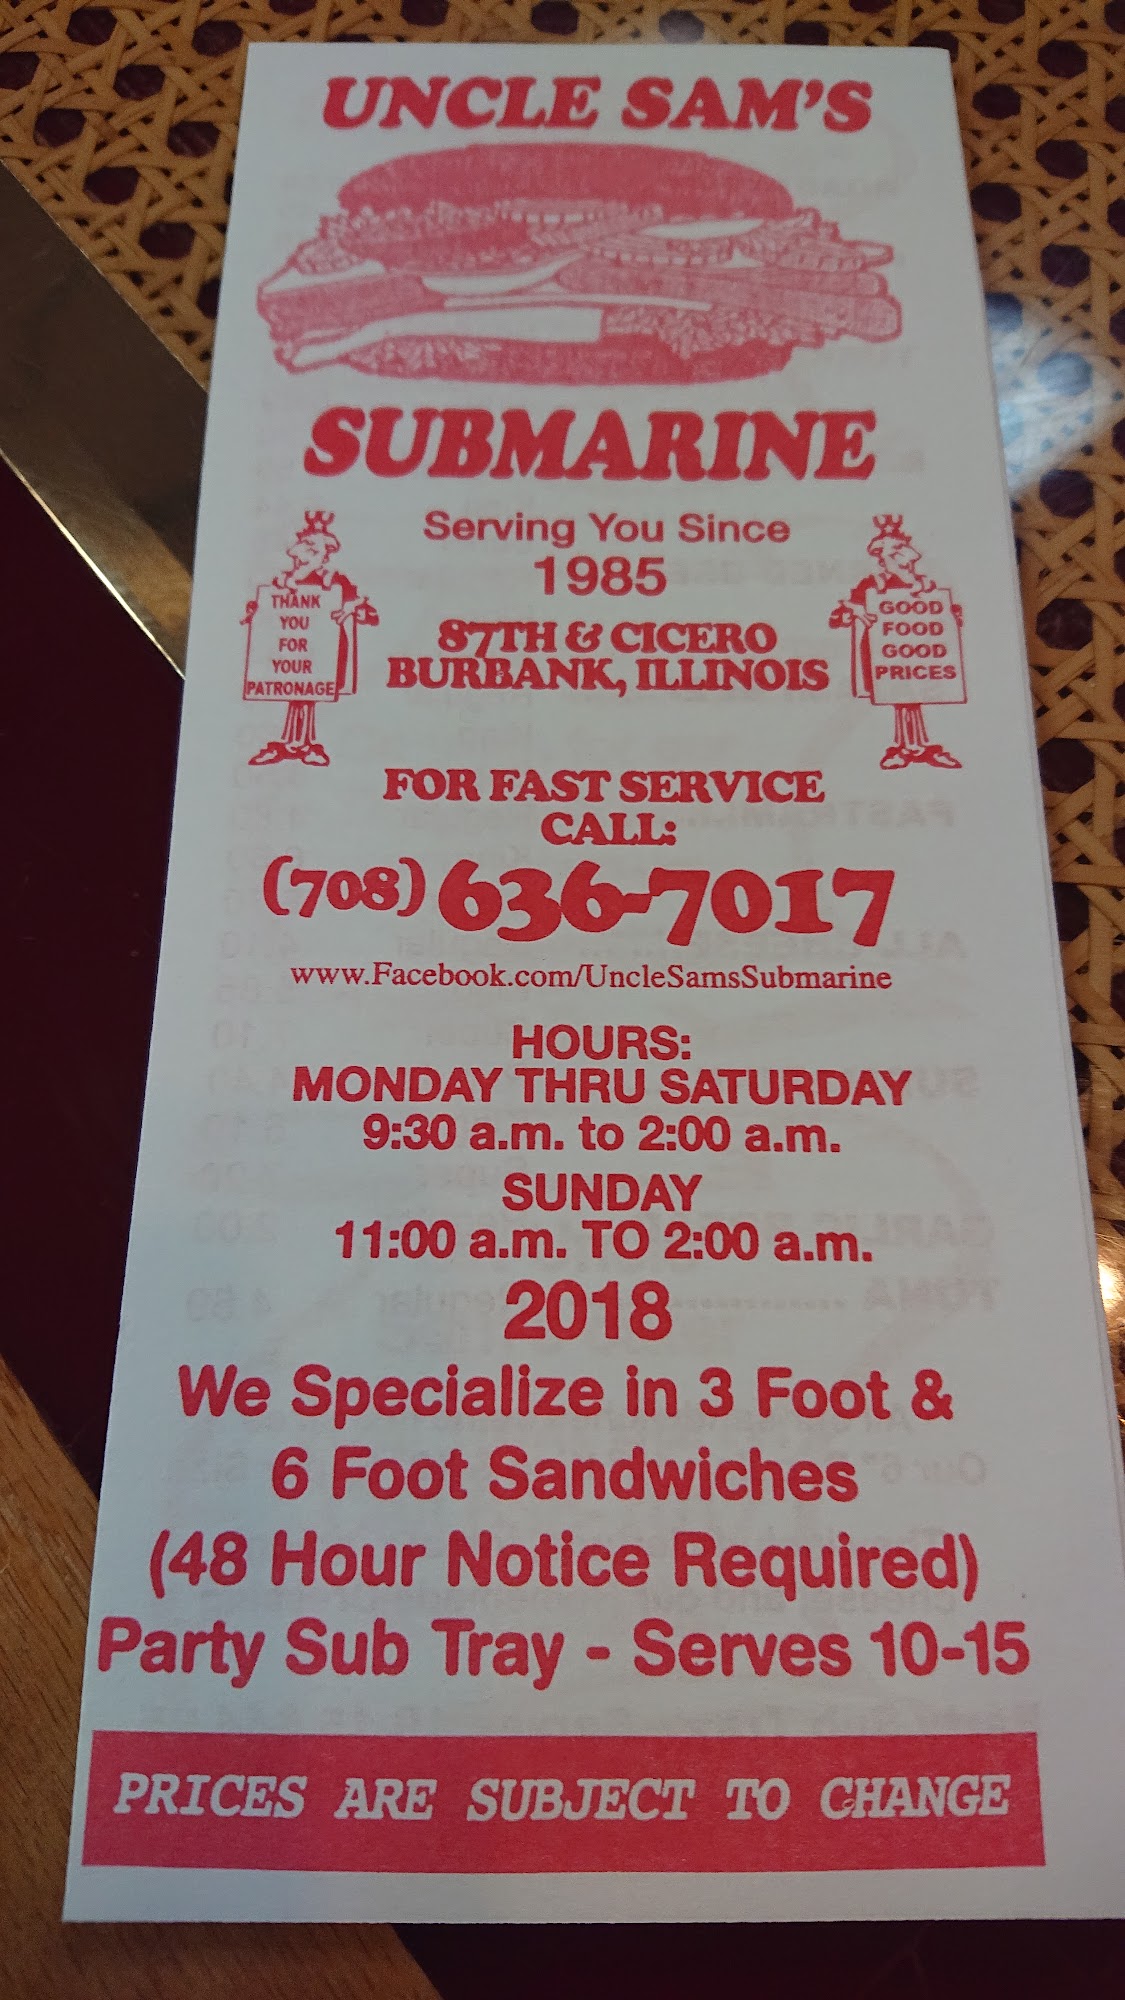 UNCLE SAM'S
SUBMARINE
Serving You Since
1985
87TH & CICERO
BURBANK, ILLINOIS
THANK
YOU
FOR
YOUR
PATRONAGE
GOOD
FOOD
GOOD
PRICES
FOR FAST SERVICE
CALL:
(708) 636-7017
www.Facebook.com/UncleSamsSubmarine
HOURS:
MONDAY THRU SATURDAY
9:30 a.m. to 2:00 a.m.
SUNDAY
11:00 a.m. TO 2:00 a.m.
2018
We Specialize in 3 Foot &
6 Foot Sandwiches
(48 Hour Notice Required)
Party Sub Tray - Serves 10-15
PRICES ARE SUBJECT TO CHANGE